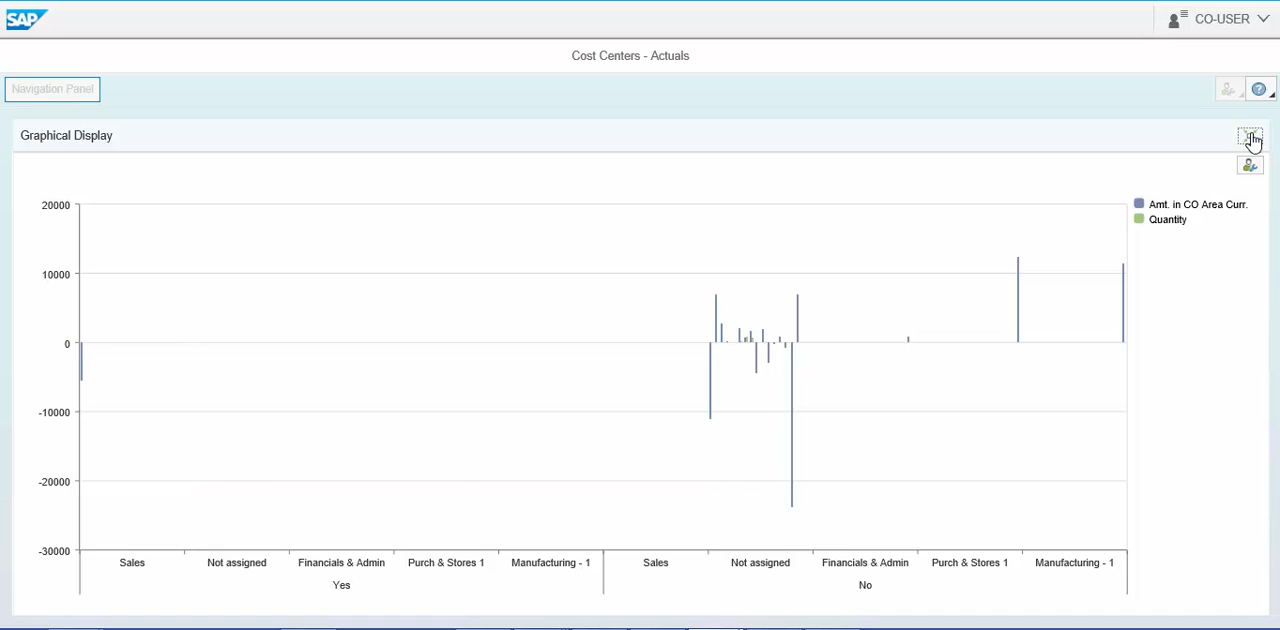 SAP
CO-USER
Cost Centers - Actuals
Navigation Panel
?
Graphical Display
20000
10000
0
-10000
-20000
-30000
Amt. in CO Area Curr.
Quantity
Sales Not assigned Financials & Admin Purch & Stores 1 Manufacturing - 1 Sales Not assigned Financials & Admin Purch & Stores 1 Manufacturing - 1
Yes No